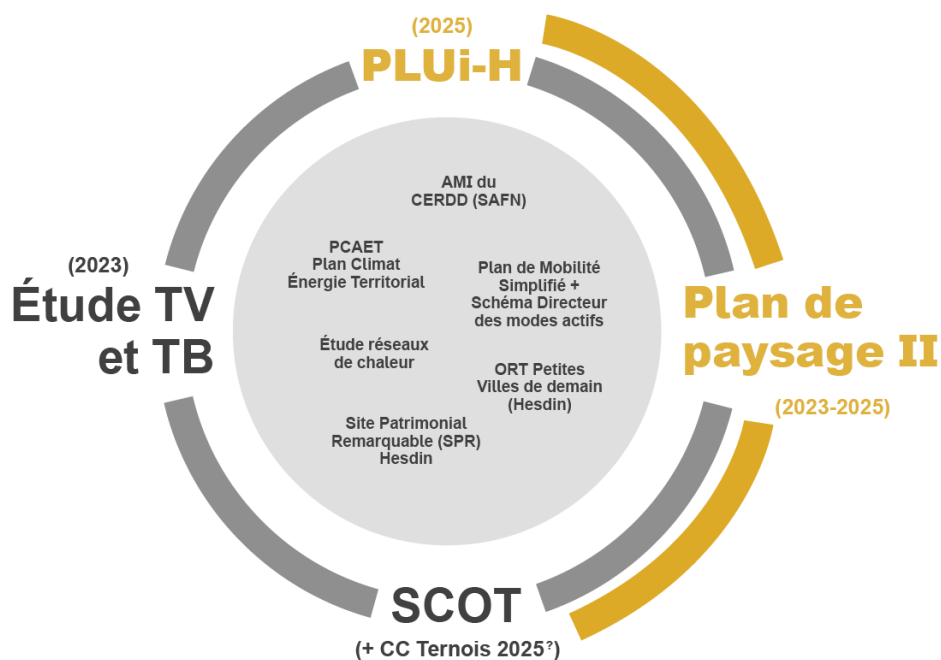 (2025)
PLUi-H
AMI du
CERDD (SAFN)
PCAET
Plan Climat
Énergie Territorial
Plan de Mobilité
Simplifié +
Schéma Directeur
des modes actifs
(2023)
Étude TV
et TB
Plan de
paysage II
(2023-2025)
Étude réseaux
de chaleur
ORT Petites
Villes de demain
(Hesdin)
Site Patrimonial
Remarquable (SPR)
Hesdin
SCOT
(+ CC Ternois 2025?)